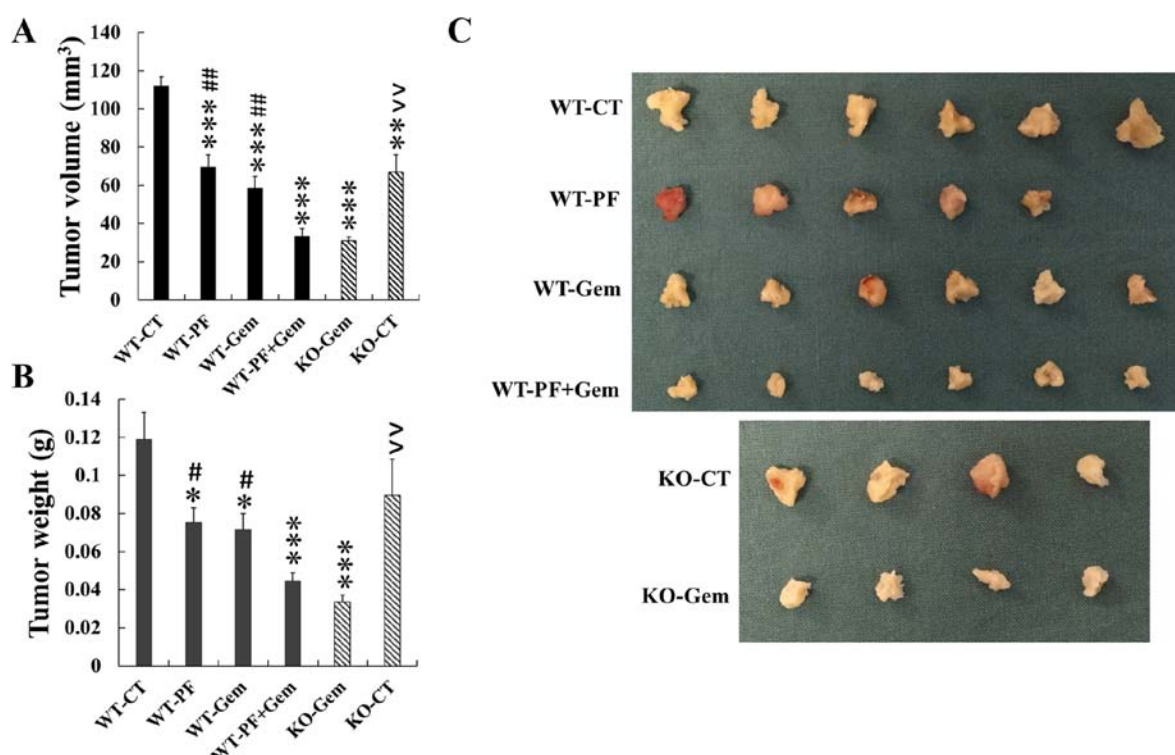 A
Tumor volume (mm³)
140
120
100
80
60
40
20
0
***##
***##
***
***
**vv
WT-CT
WT-PF
WT-Gem
WT-PF+Gem
KO-Gem
KO-CT
B
Tumor weight (g)
0.14
0.12
0.1
0.08
0.06
0.04
0.02
0
#
*
#
*
***
***
vv
WT-CT
WT-PF
WT-Gem
WT-PF+Gem
KO-Gem
KO-CT
C
WT-CT
WT-PF
WT-Gem
WT-PF+Gem
KO-CT
KO-Gem